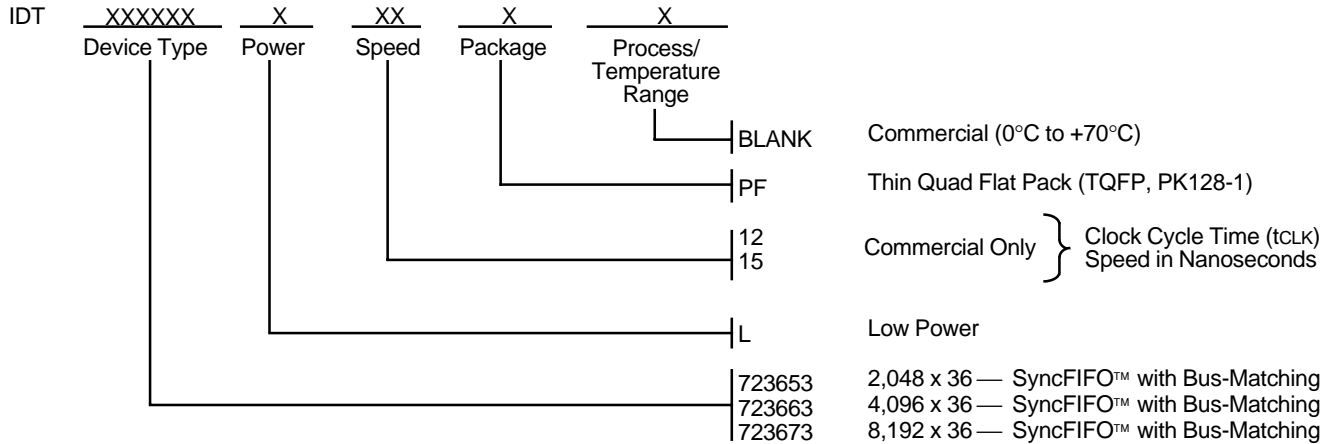 IDT XXXXXX X XX X X
Device Type Power Speed Package Process/
Temperature
Range
BLANK Commercial (0°C to +70°C)
PF Thin Quad Flat Pack (TQFP, PK128-1)
12
15
Commercial Only
Clock Cycle Time (tCLK)
Speed in Nanoseconds
L Low Power
723653 2,048 x 36 — SyncFIFO™ with Bus-Matching
723663 4,096 x 36 — SyncFIFO™ with Bus-Matching
723673 8,192 x 36 — SyncFIFO™ with Bus-Matching